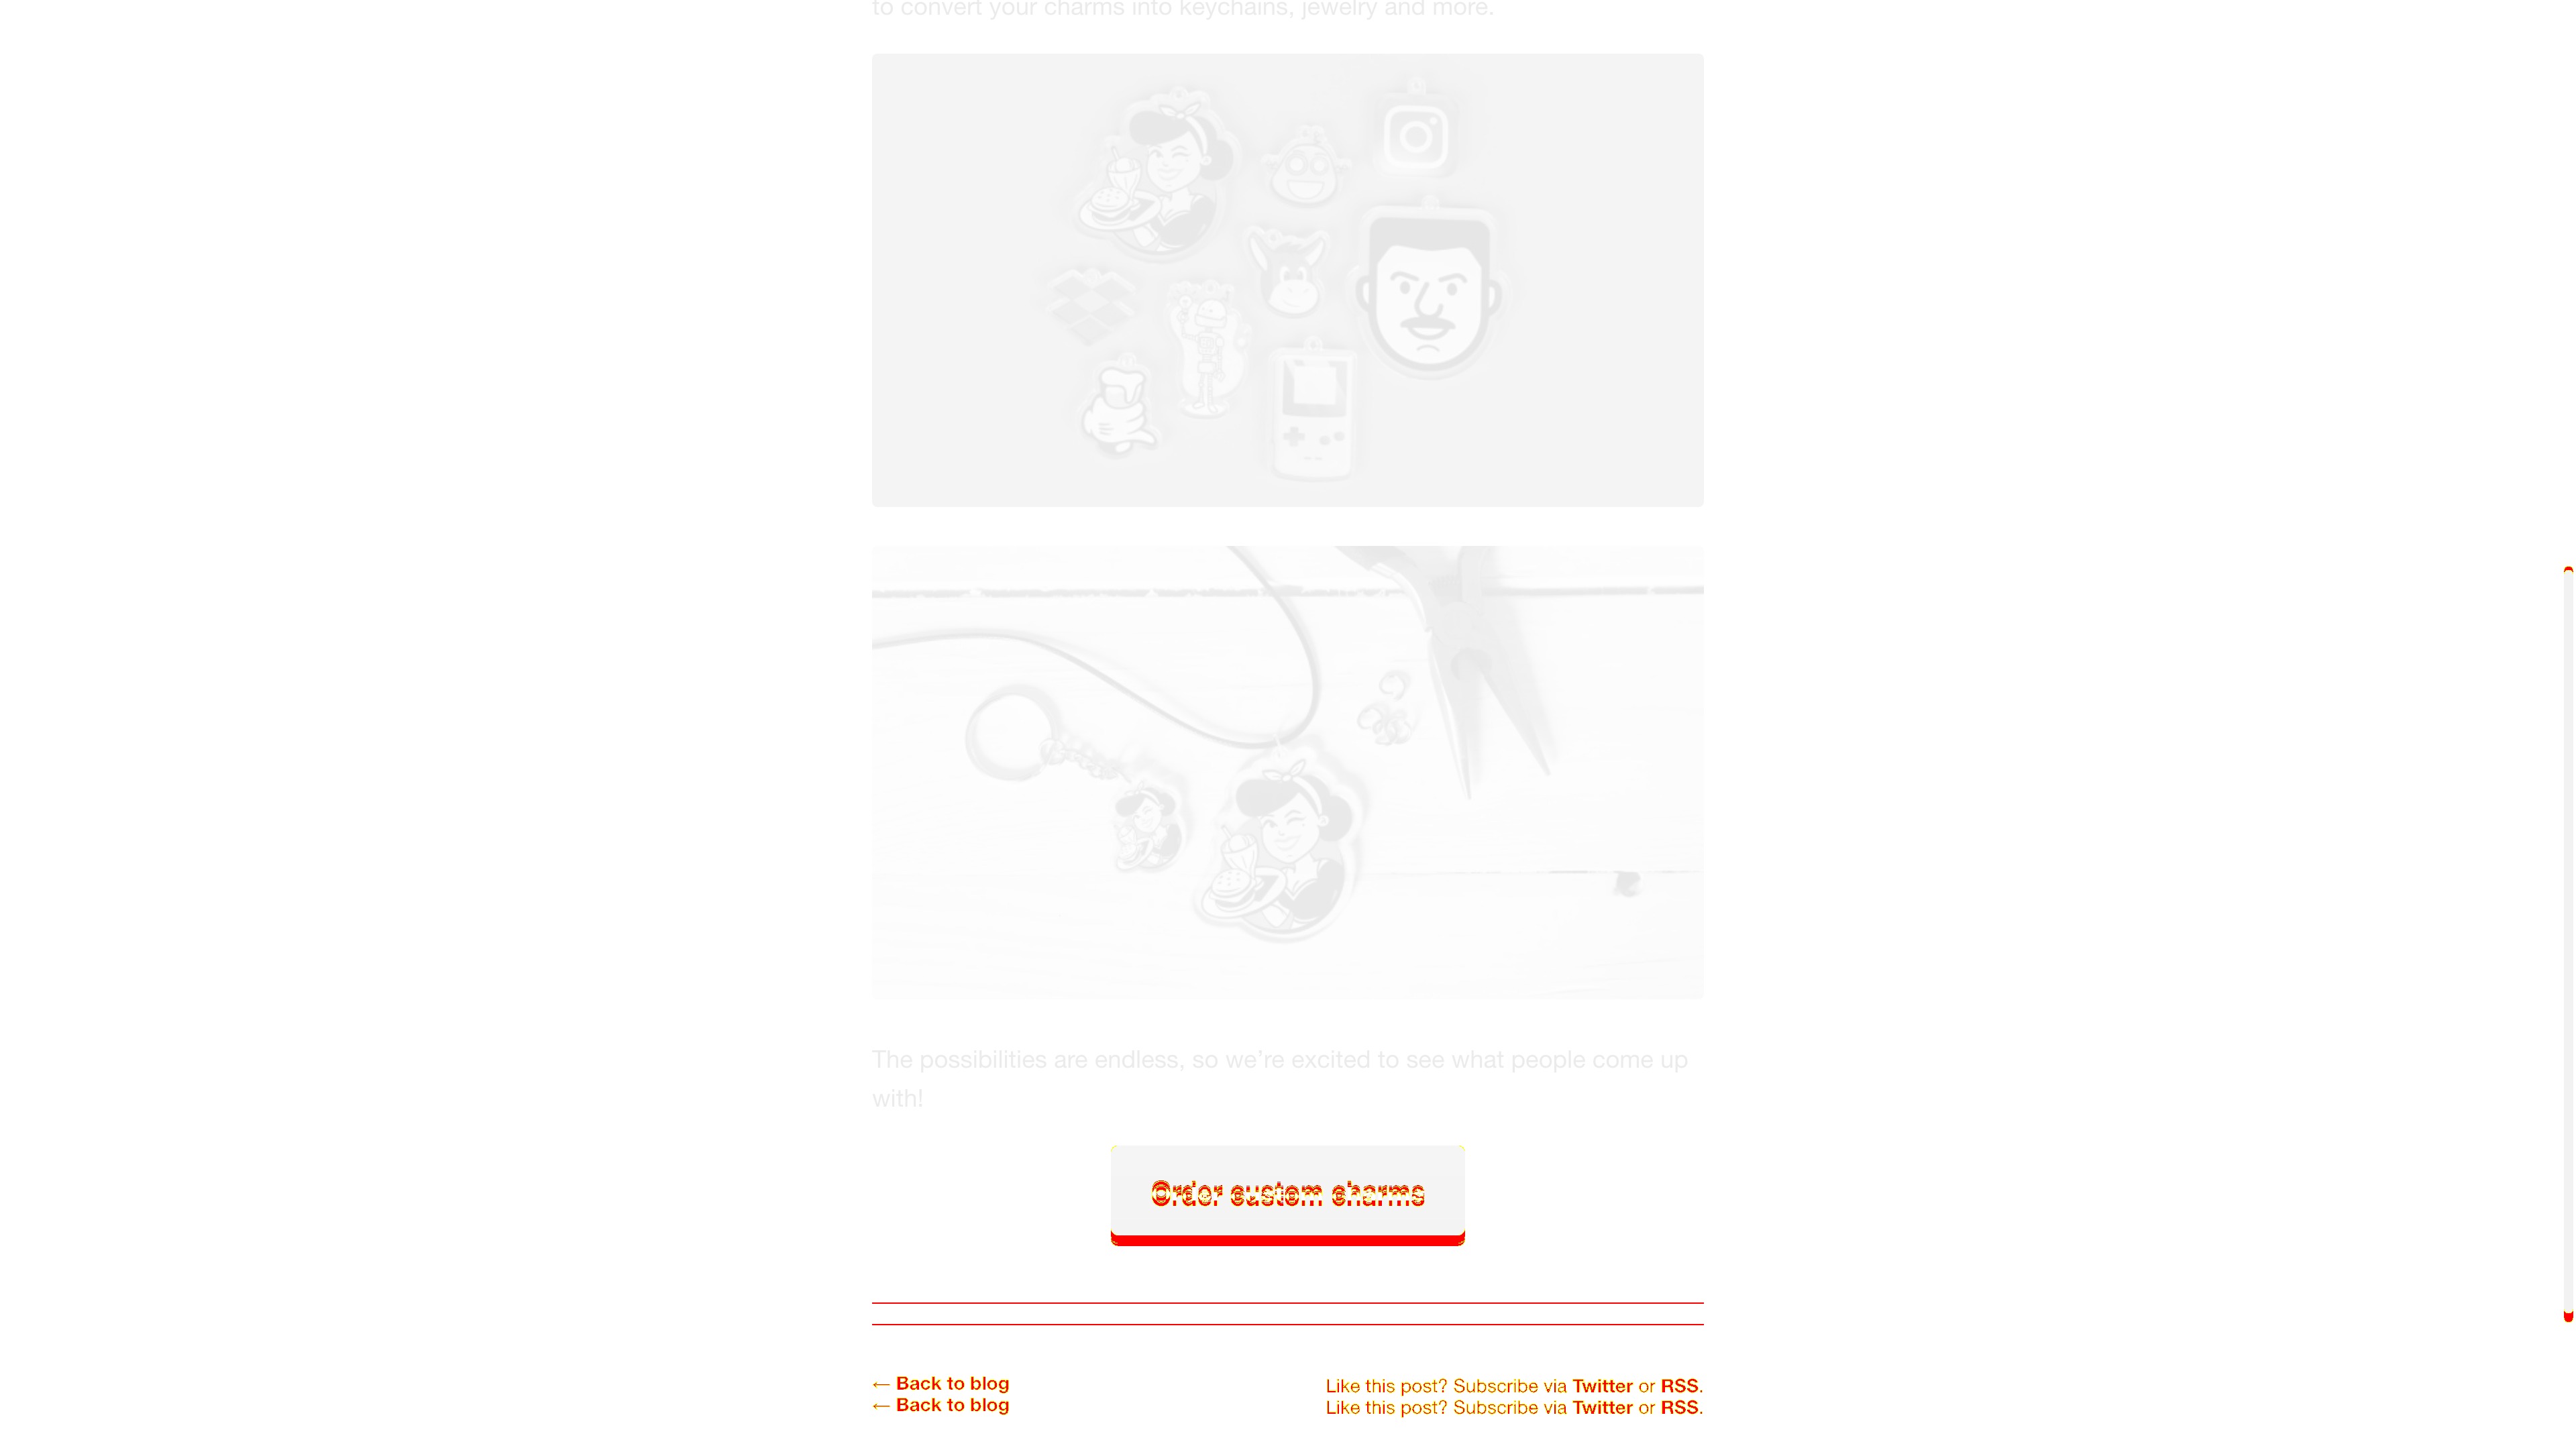 to convert your charms into keychains, jewelry and more.
The possibilities are endless, so we’re excited to see what people come up
with!
Order custom charms
← Back to blog
Like this post? Subscribe via Twitter or RSS.
← Back to blog
Like this post? Subscribe via Twitter or RSS.